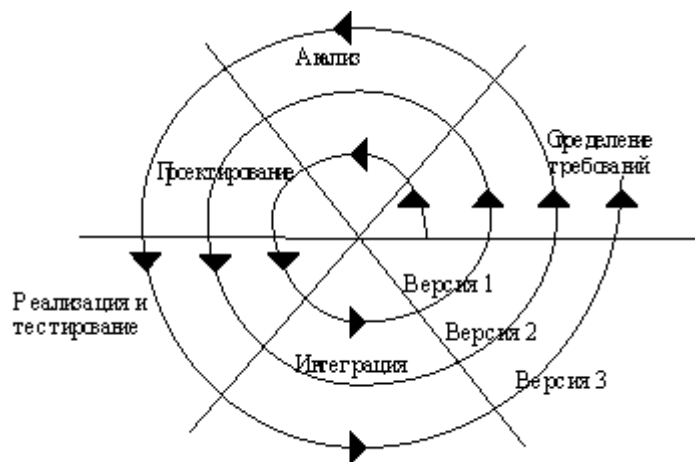 Анализ
Определение
требований
Проектирование
Версия 1
Реализация и
тестирование
Версия 2
Интеграция
Версия 3